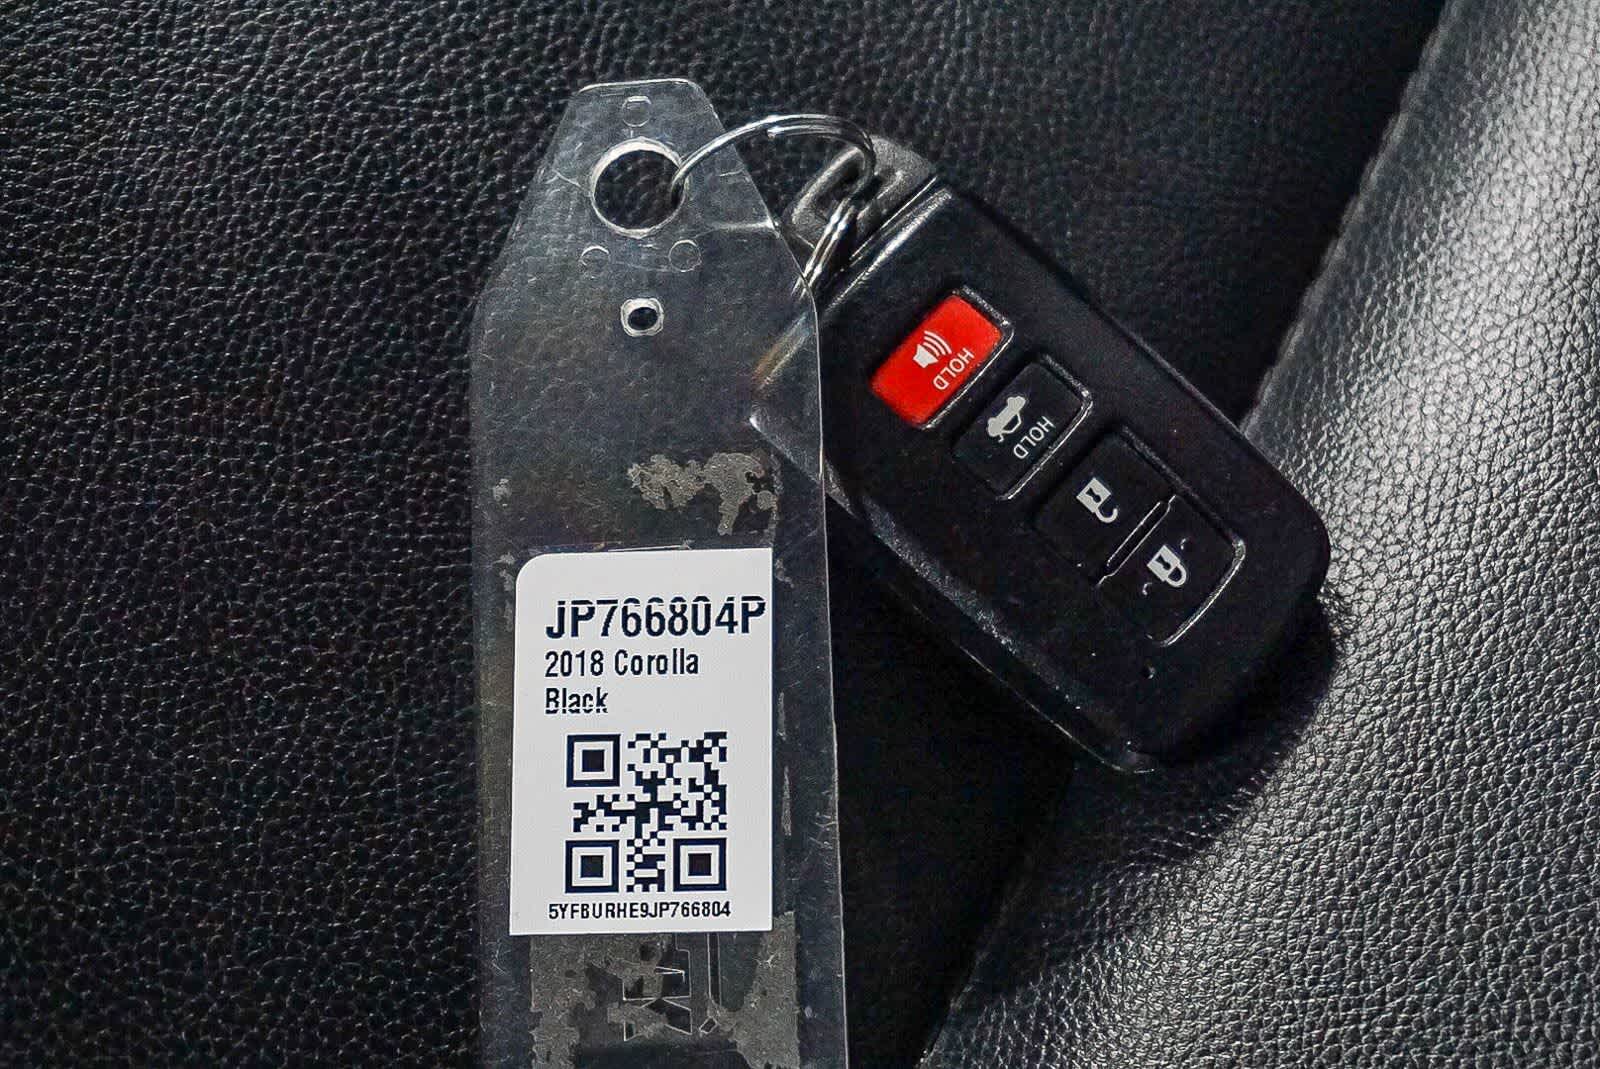 HOLD
HOLD
JP766804P
2018 Corolla
Black
5YFBURHE9JP766804